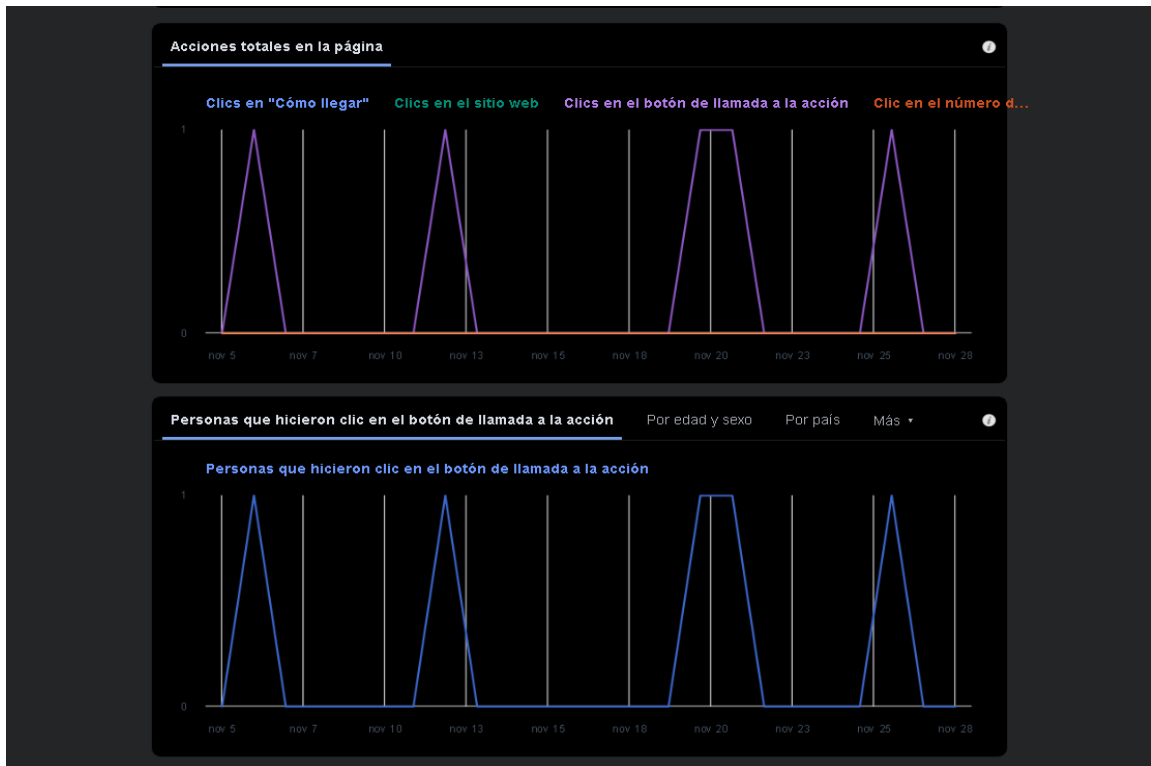 Acciones totales en la página
Clics en "Cómo llegar" Clics en el sitio web Clics en el botón de llamada a la acción Clic en el número d...
1
0
nov 5 nov 7 nov 10 nov 13 nov 15 nov 18 nov 20 nov 23 nov 25 nov 28
Personas que hicieron clic en el botón de llamada a la acción Por edad y sexo Por país Más
Personas que hicieron clic en el botón de llamada a la acción
1
0
nov 5 nov 7 nov 10 nov 13 nov 15 nov 18 nov 20 nov 23 nov 25 nov 28